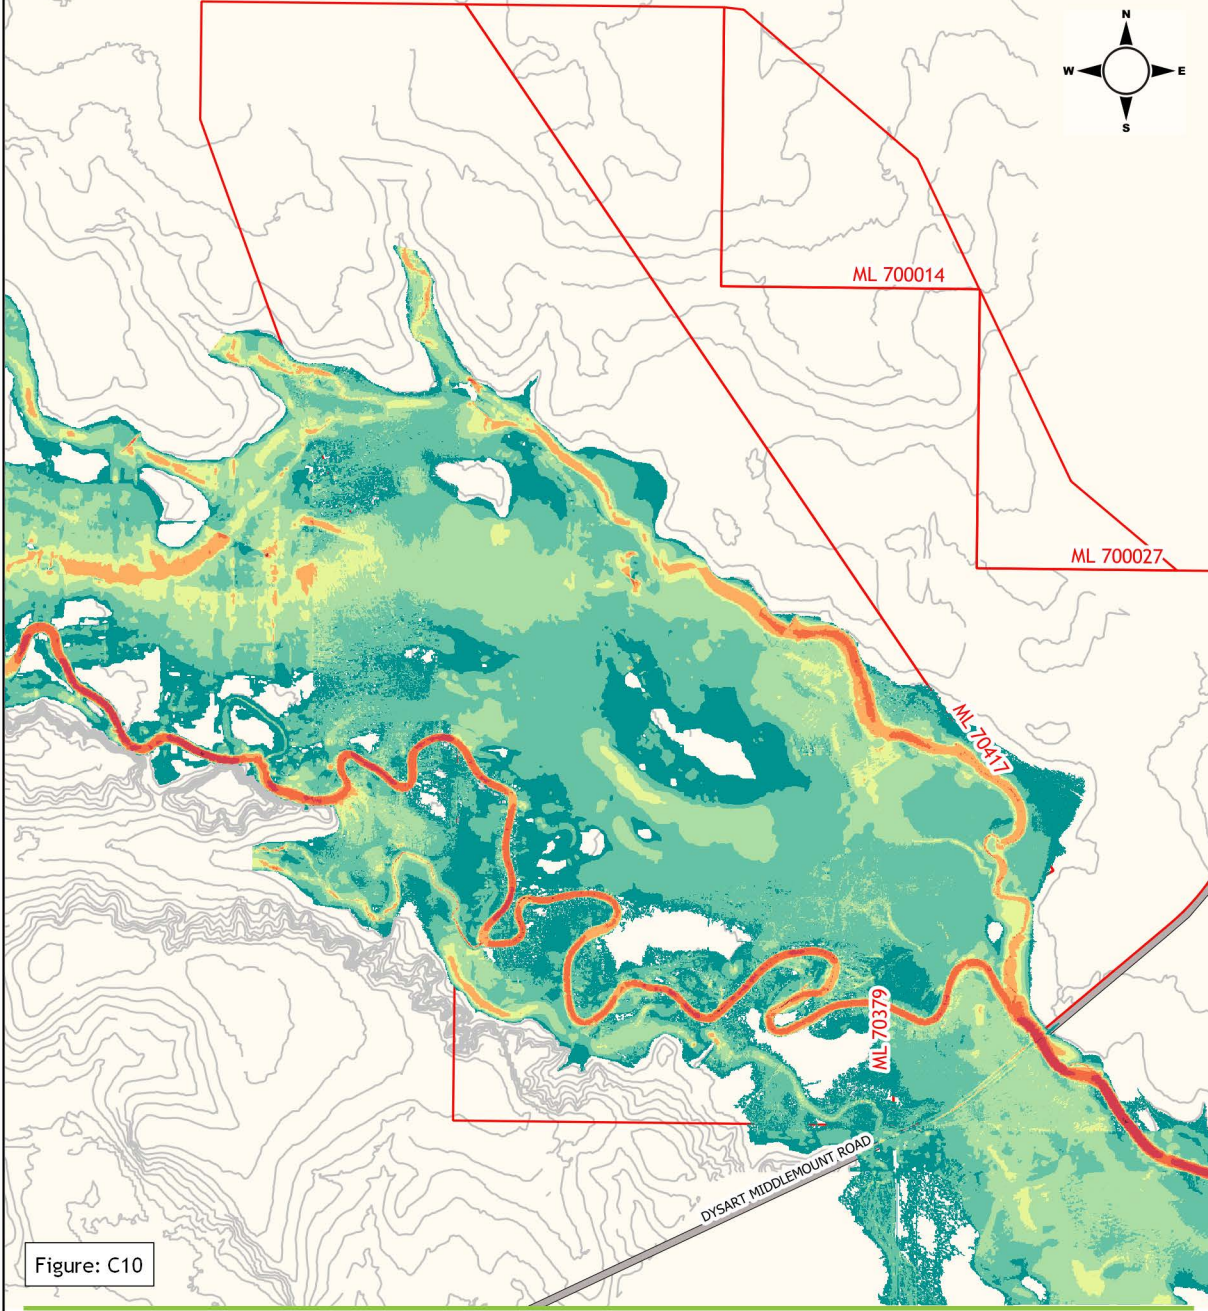 N
W E
S
ML 700014
ML 700027
ML 70417
ML 70379
DYSART MIDDLEMOUNT ROAD
Figure: C10